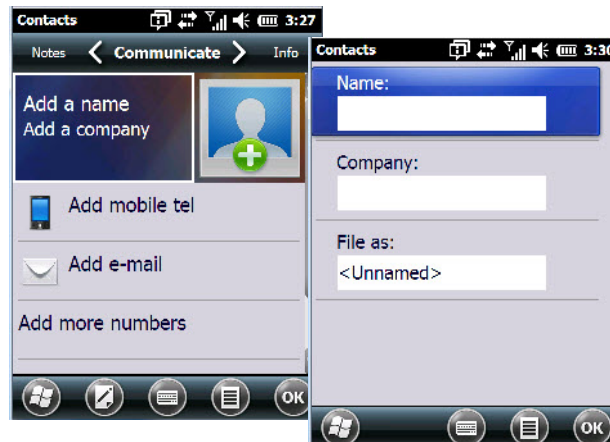 Contacts 3:27
Notes Communicate Info
Add a name
Add a company
Add mobile tel
Add e-mail
Add more numbers
OK
Contacts 3:30
Name:
Company:
File as:
<Unnamed>
OK